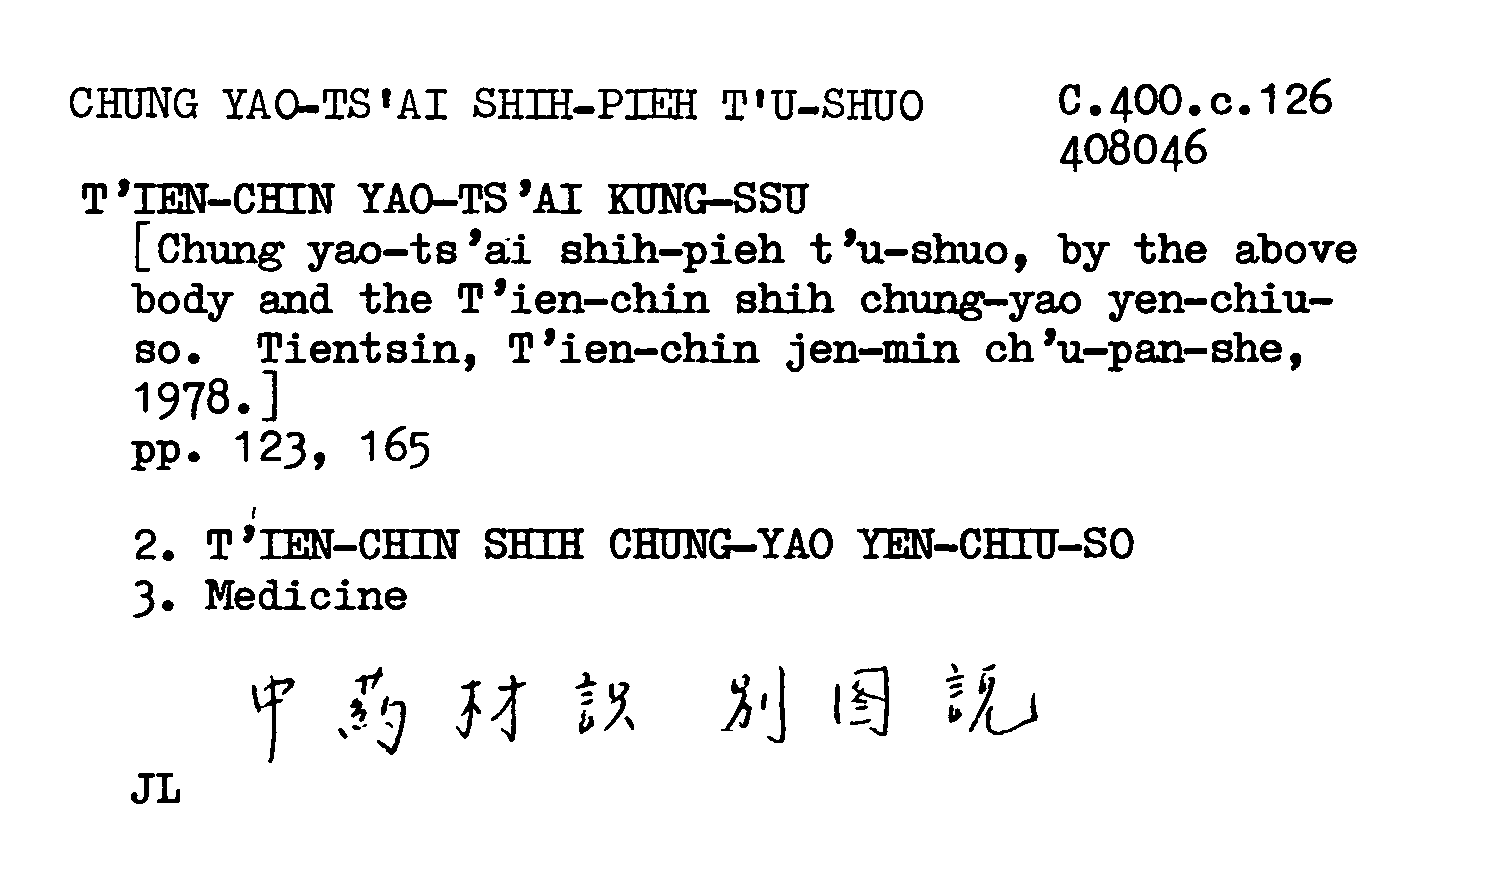 CHUNG YAO-TS'AI SHIH-PIEH T'U-SHUO C.400.c.126
408046
T'IEN-CHIN YAO-TS'AI KUNG-SSU
[Chung yao-ts'ai shih-pieh t'u-shuo, by the above
body and the T'ien-chin shih chung-yao yen-chiu-
so. Tientsin, T'ien-chin jen-min ch'u-pan-she,
1978.]
pp. 123, 165
2. T'IEN-CHIN SHIH CHUNG-YAO YEN-CHIU-SO
3. Medicine
中药材識別图說
JL